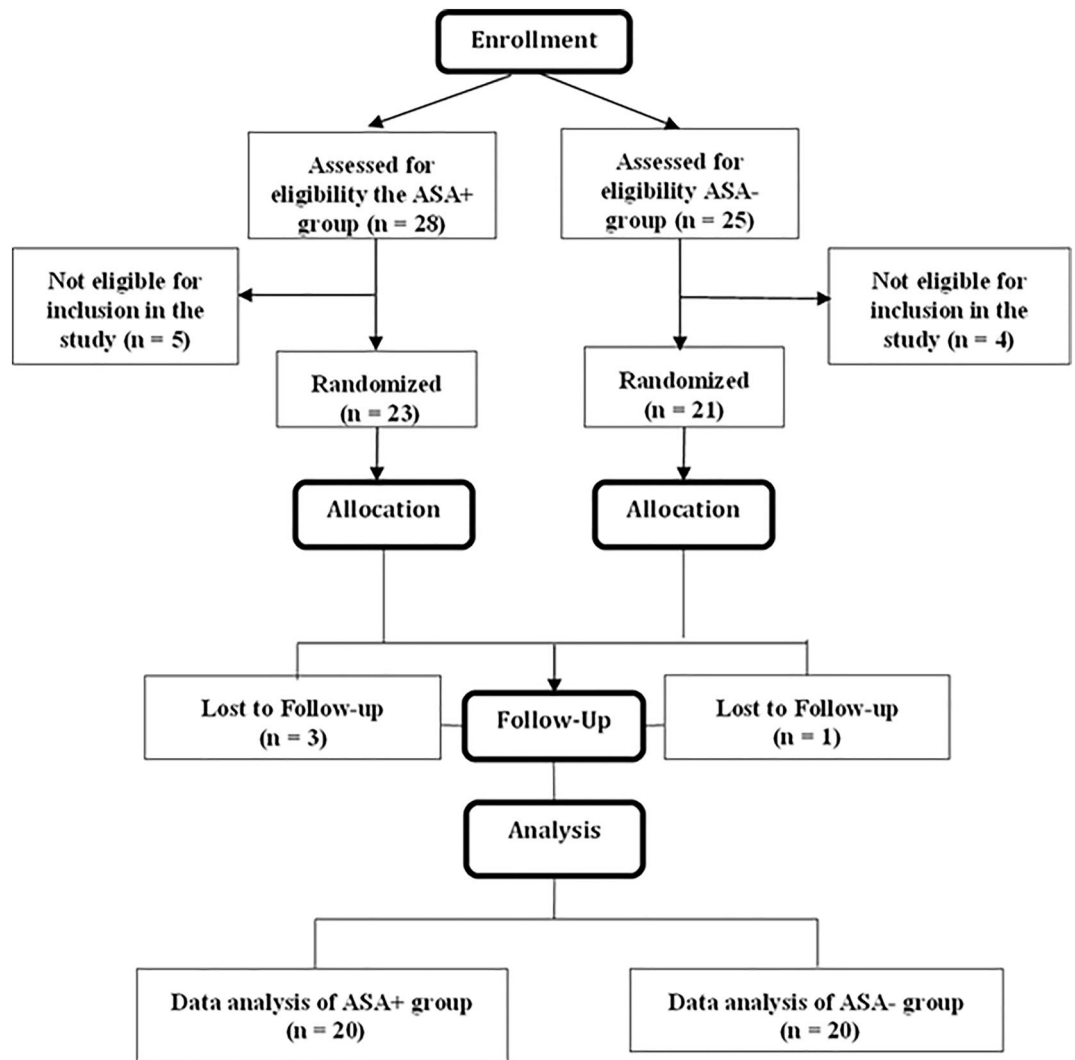 Enrollment
Assessed for
eligibility the ASA+
group (n = 28)
Assessed for
eligibility ASA-
group (n = 25)
Not eligible for
inclusion in the
study (n = 5)
Not eligible for
inclusion in the
study (n = 4)
Randomized
(n = 23)
Randomized
(n = 21)
Allocation
Allocation
Lost to Follow-up
(n = 3)
Follow-Up
Lost to Follow-up
(n = 1)
Analysis
Data analysis of ASA+ group
(n = 20)
Data analysis of ASA- group
(n = 20)